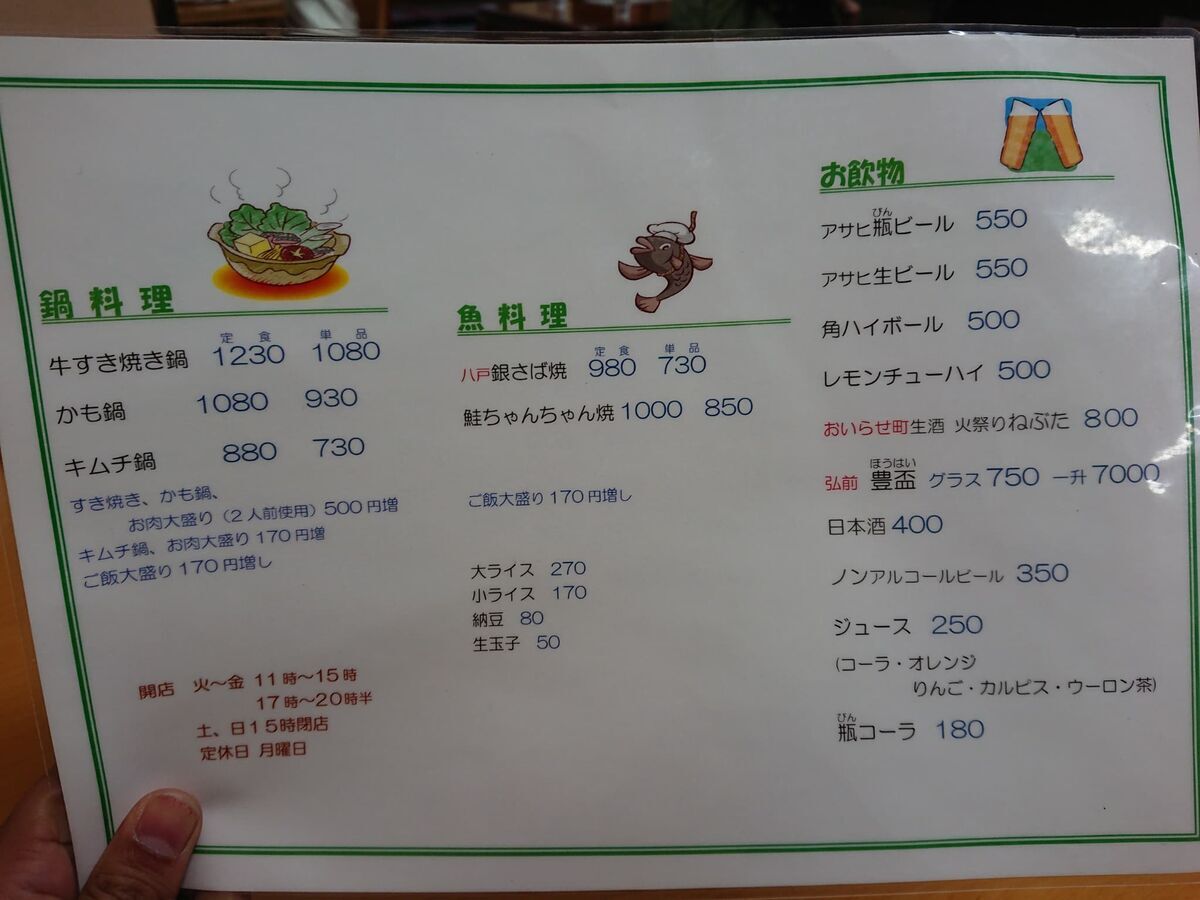 鍋料理
定食 単品
牛すき焼き鍋 1230 1080
かも鍋 1080 930
キムチ鍋 880 730
すき焼き、かも鍋、
お肉大盛り（2人前使用）500円増
キムチ鍋、お肉大盛り170円増
ご飯大盛り170円増し
開店 火〜金 11時〜15時
17時〜20時半
土、日15時閉店
定休日 月曜日
魚料理
定食 単品
八戸銀さば焼 980 730
鮭ちゃんちゃん焼 1000 850
ご飯大盛り170円増し
大ライス 270
小ライス 170
納豆 80
生玉子 50
お飲物
びん
アサヒ瓶ビール 550
アサヒ生ビール 550
角ハイボール 500
レモンチューハイ 500
おいらせ町生酒 火祭りねぶた 800
ほうはい
弘前 豊盃 グラス750 一升7000
日本酒400
ノンアルコールビール 350
ジュース 250
(コーラ・オレンジ
りんご・カルピス・ウーロン茶)
びん
瓶コーラ 180